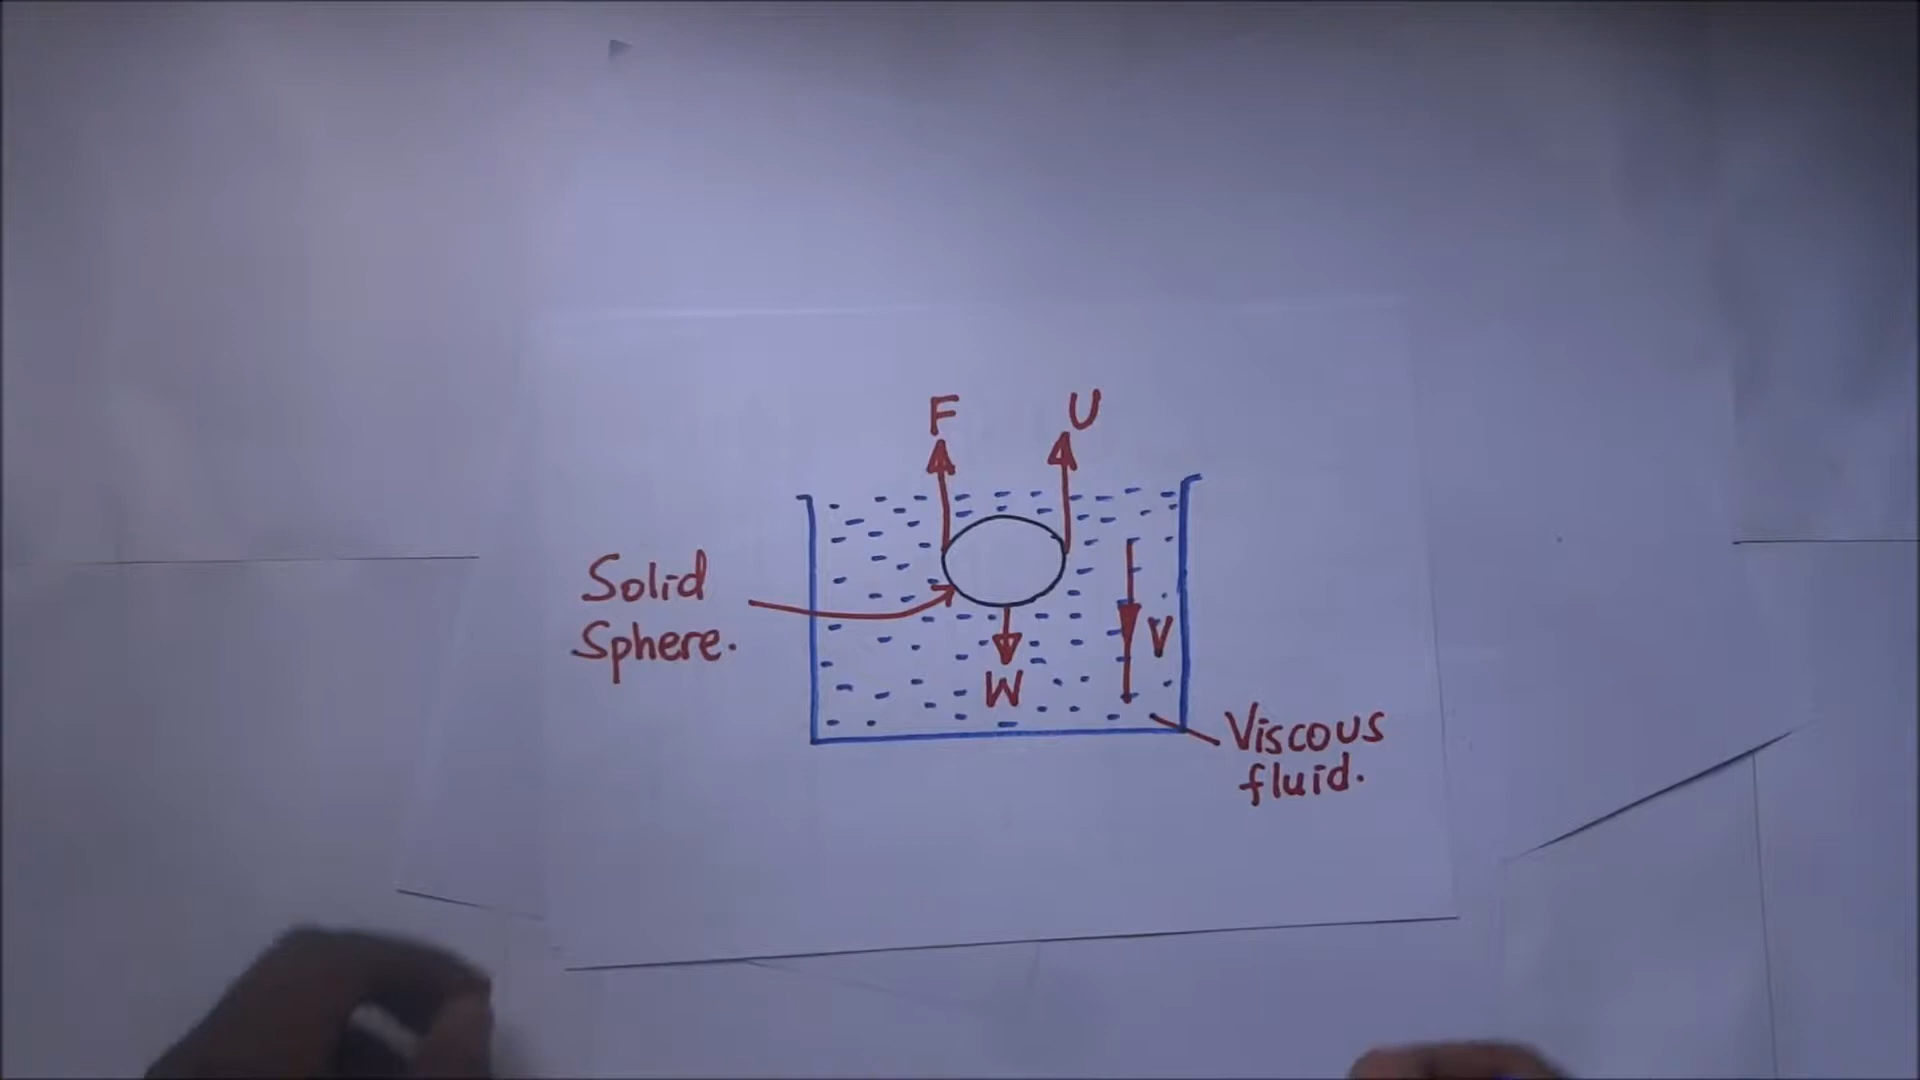 F
U
Solid
Sphere.
V
W
Viscous
fluid.